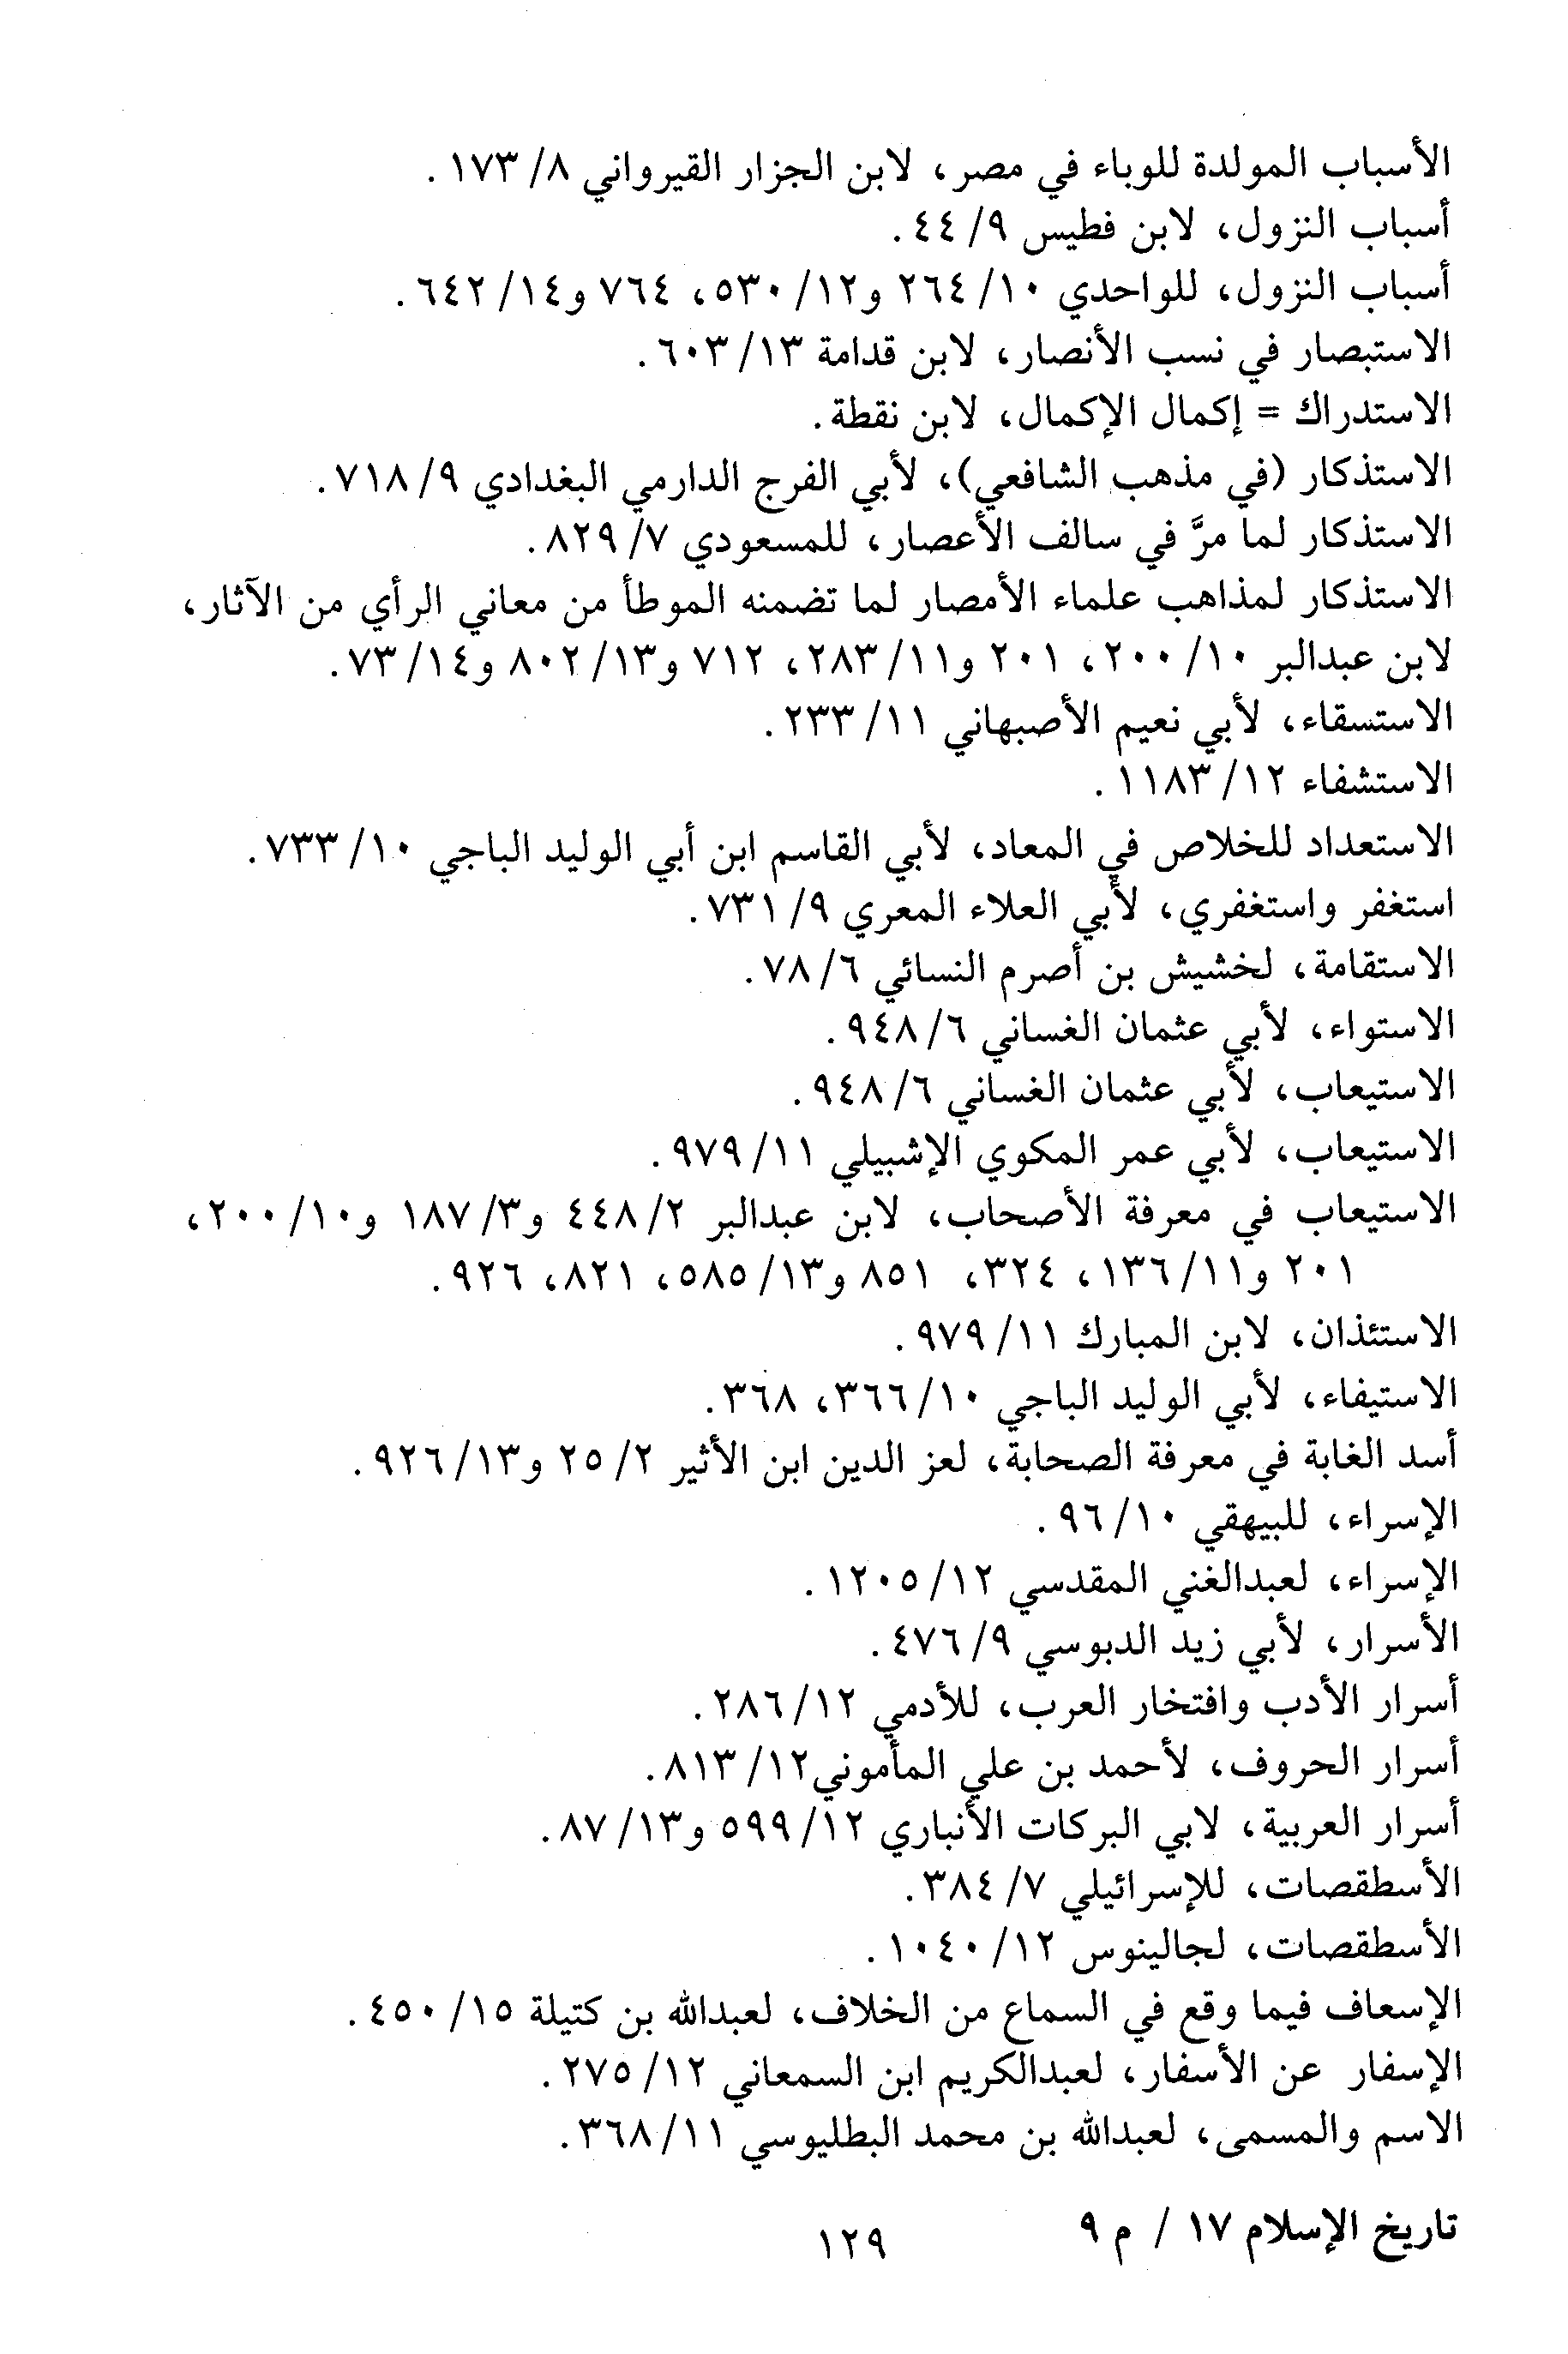 الأسباب المولدة للوباء في مصر، لابن الجزار القيرواني ٨/ ١٧٣ .
أسباب النزول، لابن فطيس ٩/ ٤٤ .
أسباب النزول، للواحدي ١٠/ ٢٦٤ و١٢/ ٥٣٠، ٧٦٤ و١٤/ ٦٤٢ .
الاستبصار في نسب الأنصار، لابن قدامة ١٣/ ٦٠٣ .
الاستدراك = إكمال الإكمال، لابن نقطة .
الاستذكار (في مذهب الشافعي)، لأبي الفرج الدارمي البغدادي ٩/ ٧١٨ .
الاستذكار لما مرَّ في سالف الأعصار، للمسعودي ٧/ ٨٢٩ .
الاستذكار لمذاهب علماء الأمصار لما تضمنه الموطأ من معاني الرأي من الآثار،
لابن عبدالبر ١٠/ ٢٠٠، ٢٠١ و١١/ ٢٨٣، ٧١٢ و١٣/ ٨٠٢ و١٤/ ٧٣ .
الاستسقاء، لأبي نعيم الأصبهاني ١١/ ٢٣٣ .
الاستشفاء ١٢/ ١١٨٣ .
الاستعداد للخلاص في المعاد، لأبي القاسم ابن أبي الوليد الباجي ١٠/ ٧٣٣ .
استغفر واستغفري، لأبي العلاء المعري ٩/ ٧٣١ .
الاستقامة، لخشيش بن أصرم النسائي ٦/ ٧٨ .
الاستواء، لأبي عثمان الغساني ٦/ ٩٤٨ .
الاستيعاب، لأبي عثمان الغساني ٦/ ٩٤٨ .
الاستيعاب، لأبي عمر المكوي الإشبيلي ١١/ ٩٧٩ .
الاستيعاب في معرفة الأصحاب، لابن عبدالبر ٢/ ٤٤٨ و٣/ ١٨٧ و١٠/ ٢٠٠،
٢٠١ و١١/ ١٣٦، ٣٢٤، ٨٥١ و١٣/ ٥٨٥، ٨٢١، ٩٢٦ .
الاستئذان، لابن المبارك ١١/ ٩٧٩ .
الاستيفاء، لأبي الوليد الباجي ١٠/ ٣٦٦، ٣٦٨ .
أسد الغابة في معرفة الصحابة، لعز الدين ابن الأثير ٢/ ٢٥ و١٣/ ٩٢٦ .
الإسراء، للبيهقي ١٠/ ٩٦ .
الإسراء، لعبدالغني المقدسي ١٢/ ١٢٠٥ .
الأسرار، لأبي زيد الدبوسي ٩/ ٤٧٦ .
أسرار الأدب وافتخار العرب، للأدمي ١٢/ ٢٨٦ .
أسرار الحروف، لأحمد بن علي المأموني١٢/ ٨١٣ .
أسرار العربية، لابي البركات الأنباري ١٢/ ٥٩٩ و١٣/ ٨٧ .
الأسطقصات، للإسرائيلي ٧/ ٣٨٤ .
الأسطقصات، لجالينوس ١٢/ ١٠٤٠ .
الإسعاف فيما وقع في السماع من الخلاف، لعبدالله بن كتيلة ١٥/ ٤٥٠ .
الإسفار عن الأسفار، لعبدالكريم ابن السمعاني ١٢/ ٢٧٥ .
الاسم والمسمى، لعبدالله بن محمد البطليوسي ١١/ ٣٦٨ .
تاريخ الإسلام ١٧ / م ٩
١٢٩